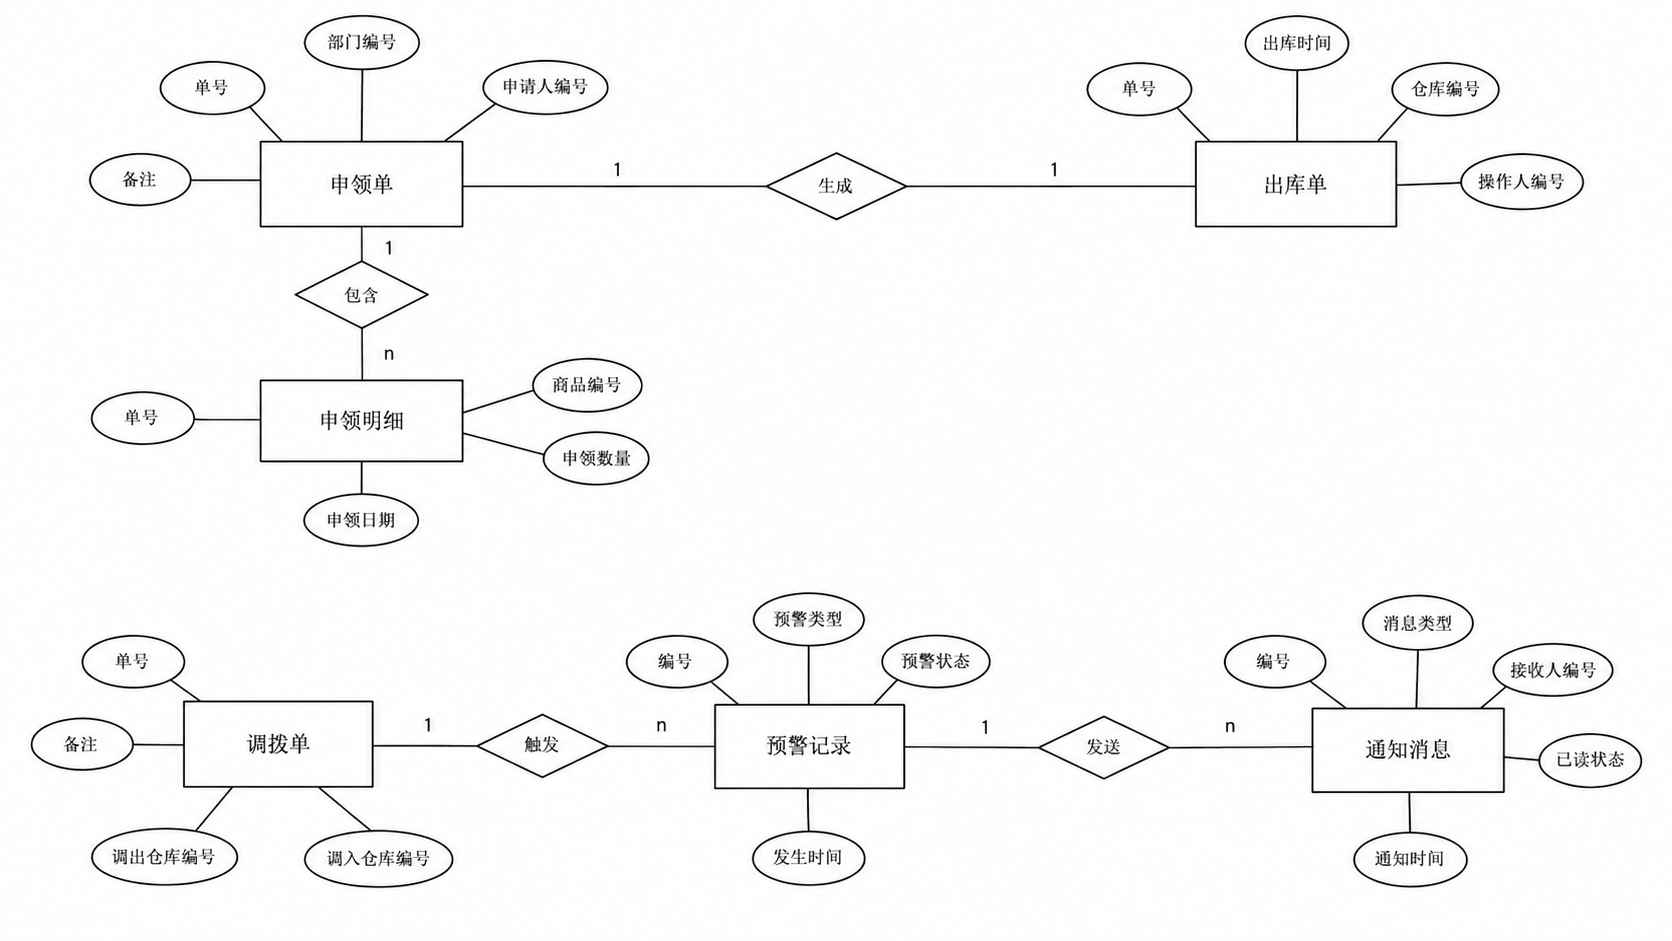 部门编号
单号
申请人编号
备注
申领单
1
生成
1
出库时间
单号
仓库编号
出库单
操作人编号
1
包含
n
单号
申领明细
商品编号
申领数量
申领日期
单号
备注
调拨单
调出仓库编号
调入仓库编号
1
触发
n
预警类型
编号
预警状态
预警记录
发生时间
1
发送
n
消息类型
编号
接收人编号
通知消息
已读状态
通知时间